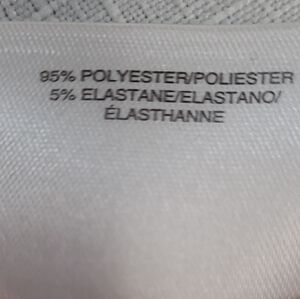 95% POLYESTER/POLIESTER
5% ELASTANE/ELASTANO/
ÉLASTHANNE